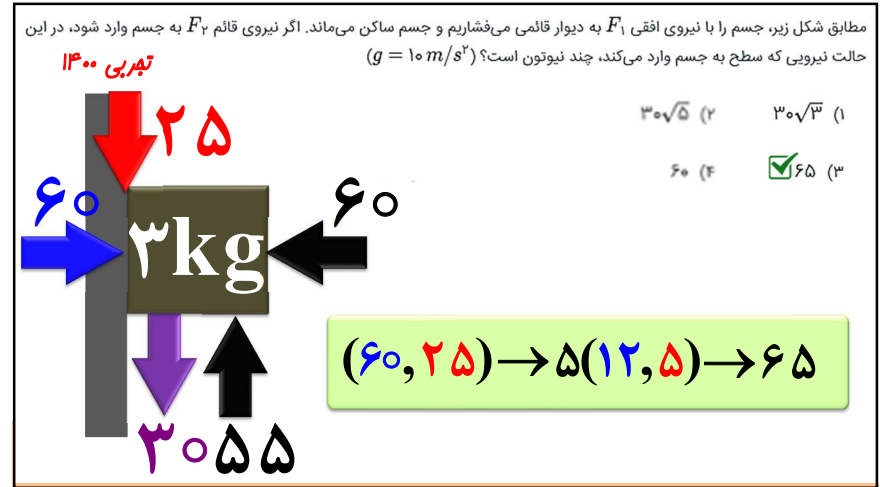 مطابق شکل زیر، جسم را با نیروی افقی F₁ به دیوار قائمی می‌فشاریم و جسم ساکن می‌ماند. اگر نیروی قائم F₂ به جسم وارد شود، در این
حالت نیرویی که سطح به جسم وارد می‌کند، چند نیوتون است؟ (g = ۱۰ m/s²)
تجربی ۱۴۰۰
۱) ۳۰√۳ ۲) ۳۰√۵
۳) ۶۵ ۴) ۶۰
۲۵
۶۰ ۶۰
۳kg
(۶۰,۲۵)→۵(۱۲,۵)→۶۵
۳۰ ۵۵